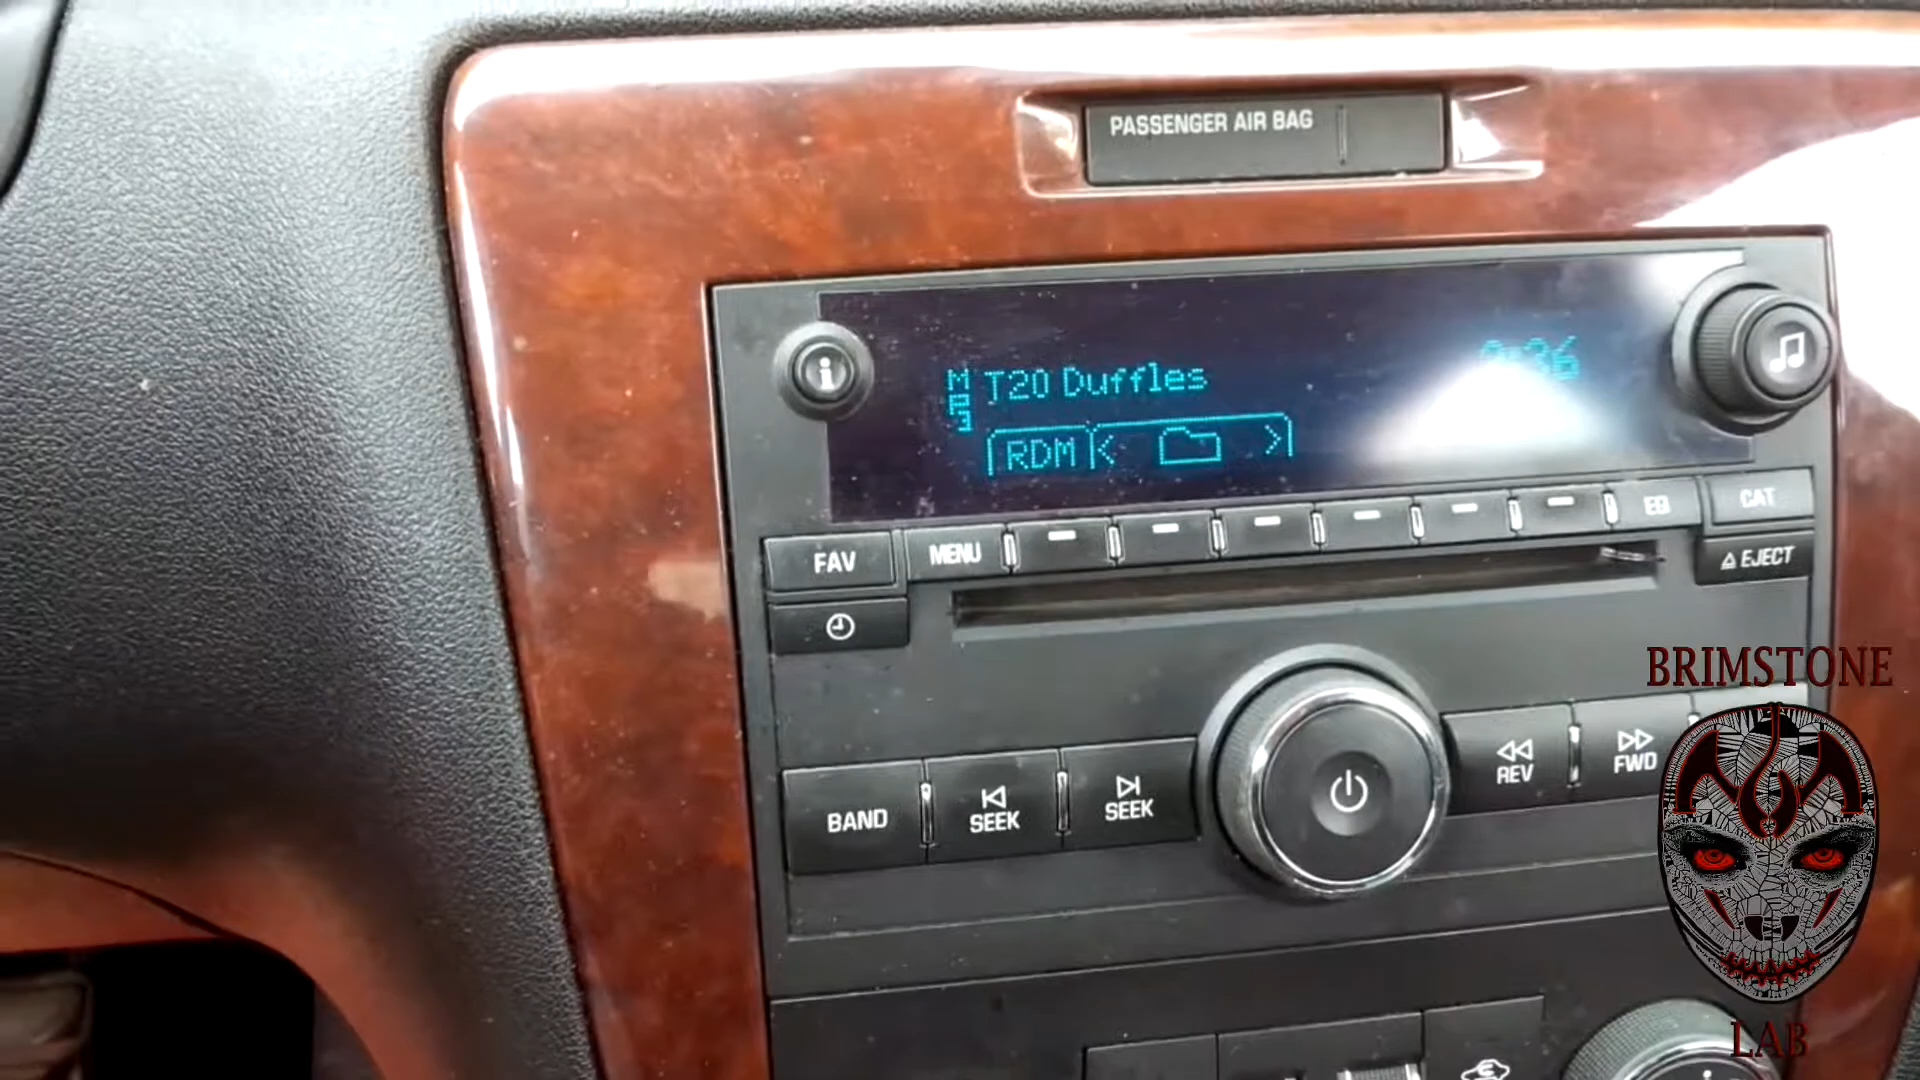 PASSENGER AIR BAG
MP3 T20 Duffles
RDM < >
i
FAV
MENU
EQ
CAT
EJECT
BAND
SEEK
SEEK
REV
FWD
BRIMSTONE
LAB